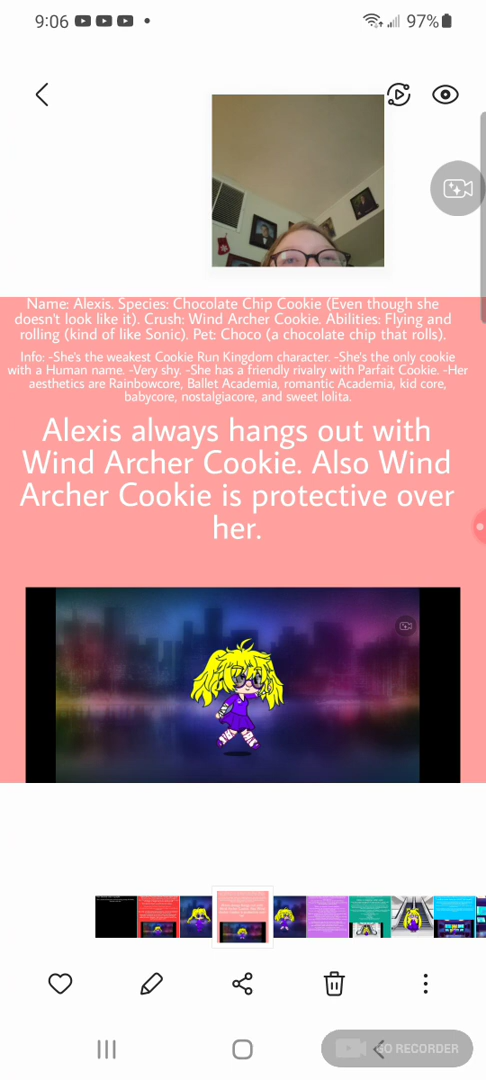 9:06
97%
Name: Alexis. Species: Chocolate Chip Cookie (Even though she
doesn't look like it). Crush: Wind Archer Cookie. Abilities: Flying and
rolling (kind of like Sonic). Pet: Choco (a chocolate chip that rolls).
Info: -She's the weakest Cookie Run Kingdom character. -She's the only cookie
with a Human name. -Very shy. -She has a friendly rivalry with Parfait Cookie. -Her
aesthetics are Rainbowcore, Ballet Academia, romantic Academia, kid core,
babycore, nostalgiacore, and sweet lolita.
Alexis always hangs out with
Wind Archer Cookie. Also Wind
Archer Cookie is protective over
her.
GO RECORDER